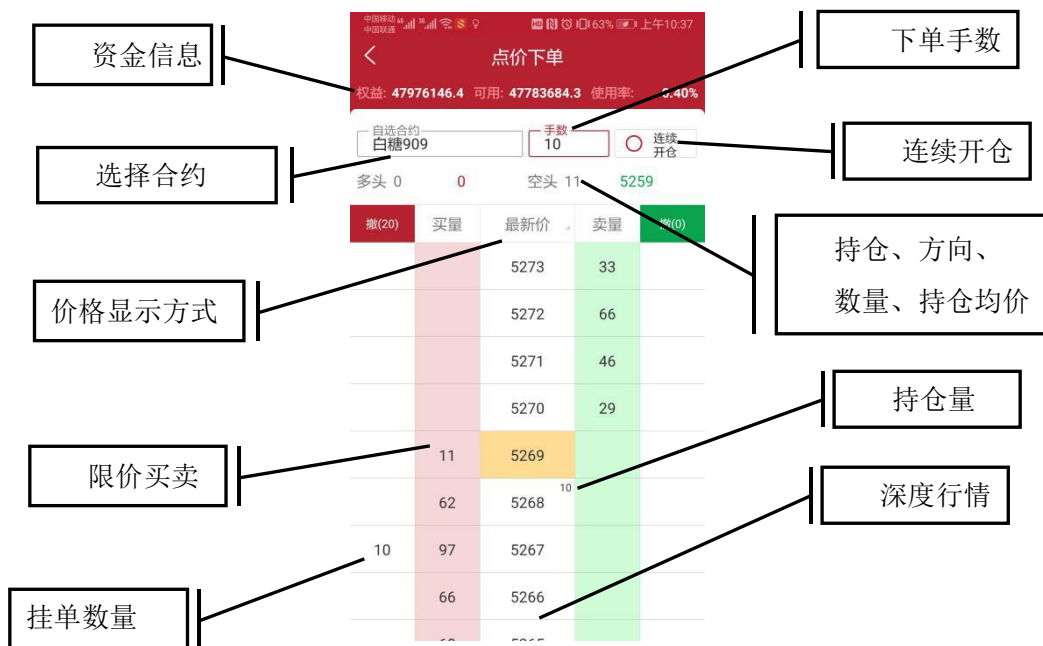 中国移动 46 36 HD 63% 上午10:37
中国联通
点价下单
权益: 47976146.4 可用: 47783684.3 使用率: 0.40%
自选合约
白糖909
手数
10
连续
开仓
多头 0 0 空头 11 5259
撤(20) 买量 最新价 卖量 撤(0)
5273 33
5272 66
5271 46
5270 29
11 5269
62 5268 10
10 97 5267
66 5266
资金信息
选择合约
价格显示方式
限价买卖
挂单数量
下单手数
连续开仓
持仓、方向、
数量、持仓均价
持仓量
深度行情